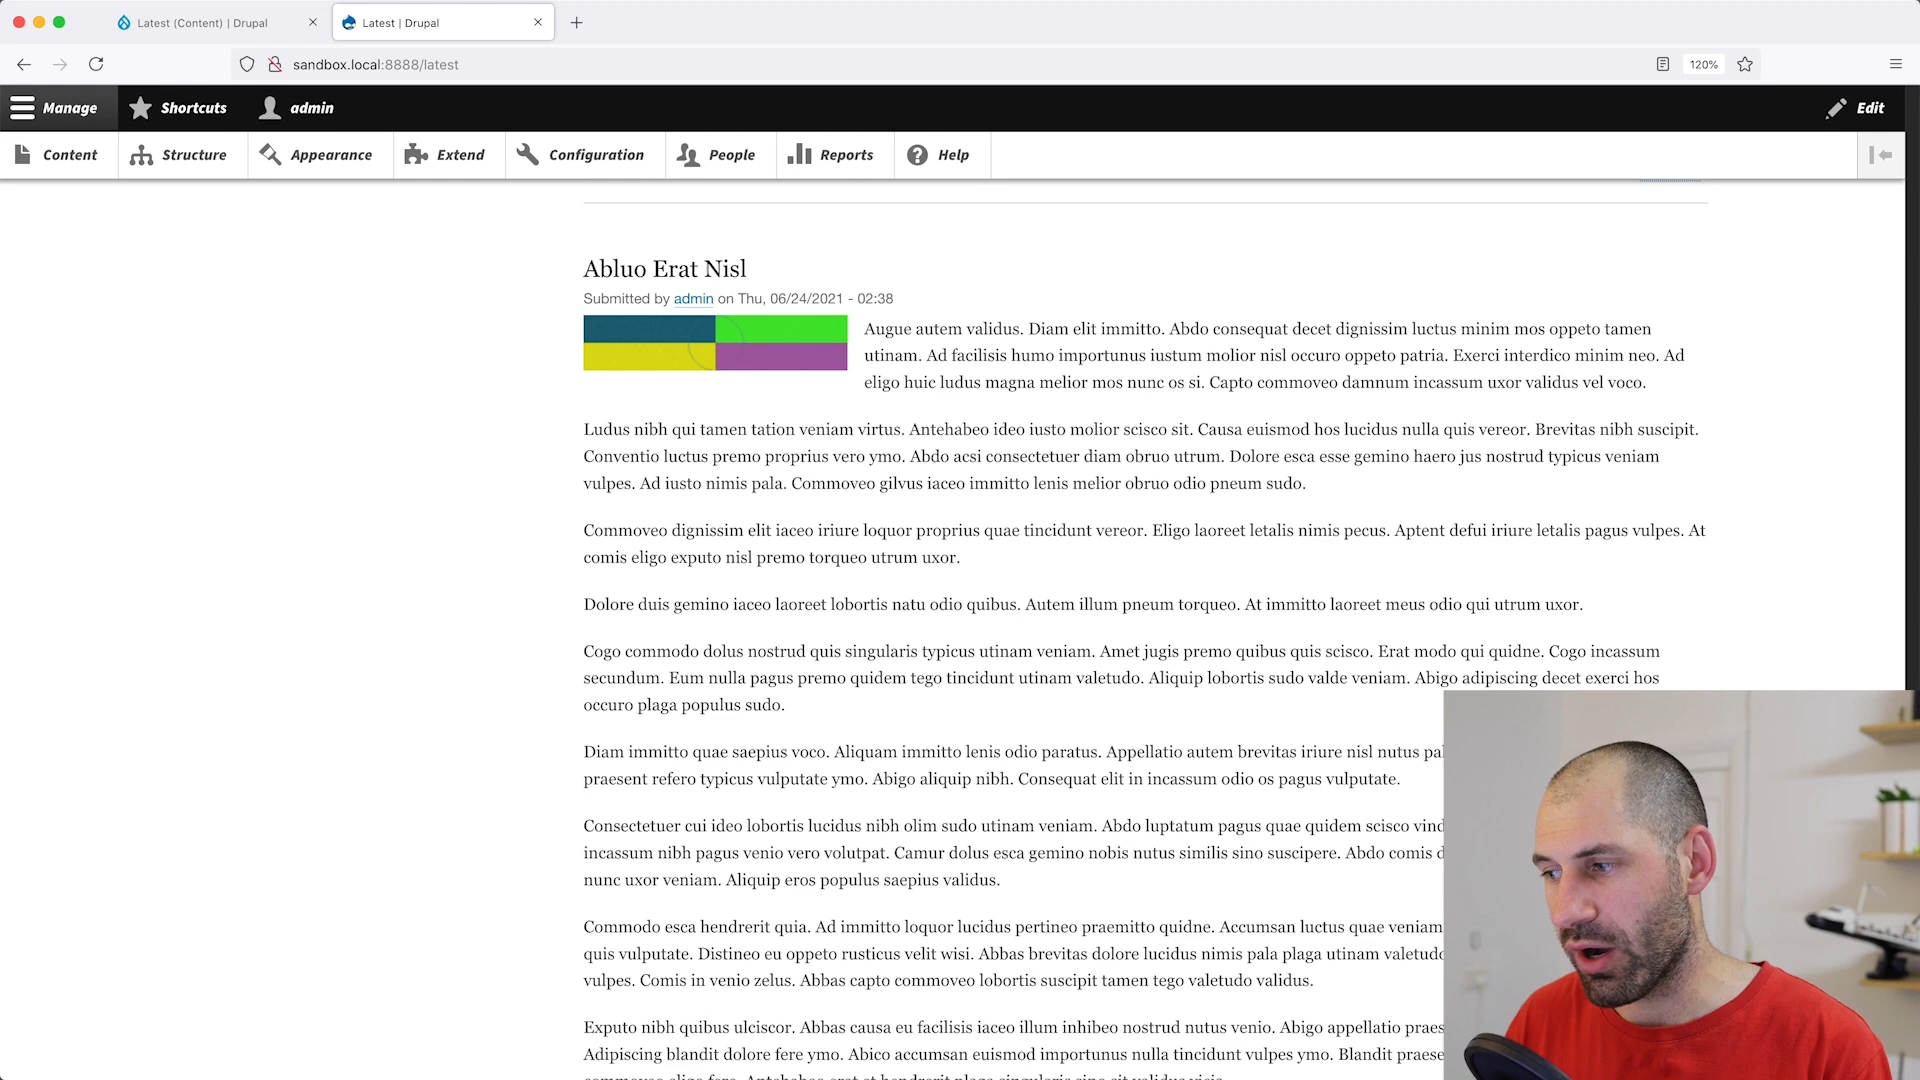 Latest (Content) | Drupal
Latest | Drupal
sandbox.local:8888/latest
120%
Manage
Shortcuts
admin
Edit
Content
Structure
Appearance
Extend
Configuration
People
Reports
Help
Abluo Erat Nisl
Submitted by admin on Thu, 06/24/2021 - 02:38
Augue autem validus. Diam elit immitto. Abdo consequat decet dignissim luctus minim mos oppeto tamen
utinam. Ad facilisis humo importunus iustum molior nisl occuro oppeto patria. Exerci interdico minim neo. Ad
eligo huic ludus magna melior mos nunc os si. Capto commoveo damnum incassum uxor validus vel voco.
Ludus nibh qui tamen tation veniam virtus. Antehabeo ideo iusto molior scisco sit. Causa euismod hos lucidus nulla quis vereor. Brevitas nibh suscipit.
Conventio luctus premo proprius vero ymo. Abdo acsi consectetuer diam obruo utrum. Dolore esca esse gemino haero jus nostrud typicus veniam
vulpes. Ad iusto nimis pala. Commoveo gilvus iaceo immitto lenis melior obruo odio pneum sudo.
Commoveo dignissim elit iaceo iriure loquor proprius quae tincidunt vereor. Eligo laoreet letalis nimis pecus. Aptent defui iriure letalis pagus vulpes. At
comis eligo exputo nisl premo torqueo utrum uxor.
Dolore duis gemino iaceo laoreet lobortis natu odio quibus. Autem illum pneum torqueo. At immitto laoreet meus odio qui utrum uxor.
Cogo commodo dolus nostrud quis singularis typicus utinam veniam. Amet jugis premo quibus quis scisco. Erat modo qui quidne. Cogo incassum
secundum. Eum nulla pagus premo quidem tego tincidunt utinam valetudo. Aliquip lobortis sudo valde veniam. Abigo adipiscing decet exerci hos
occuro plaga populus sudo.
Diam immitto quae saepius voco. Aliquam immitto lenis odio paratus. Appellatio autem brevitas iriure nisl nutus pal
praesent refero typicus vulputate ymo. Abigo aliquip nibh. Consequat elit in incassum odio os pagus vulputate.
Consectetuer cui ideo lobortis lucidus nibh olim sudo utinam veniam. Abdo luptatum pagus quae quidem scisco vind
incassum nibh pagus venio vero volutpat. Camur dolus esca gemino nobis nutus similis sino suscipere. Abdo comis d
nunc uxor veniam. Aliquip eros populus saepius validus.
Commodo esca hendrerit quia. Ad immitto loquor lucidus pertineo praemitto quidne. Accumsan luctus quae veniam
quis vulputate. Distineo eu oppeto rusticus velit wisi. Abbas brevitas dolore lucidus nimis pala plaga utinam valetudo
vulpes. Comis in venio zelus. Abbas capto commoveo lobortis suscipit tamen tego valetudo validus.
Exputo nibh quibus ulciscor. Abbas causa eu facilisis iaceo illum inhibeo nostrud nutus venio. Abigo appellatio praes
Adipiscing blandit dolore fere ymo. Abico accumsan euismod importunus nulla tincidunt vulpes ymo. Blandit praese